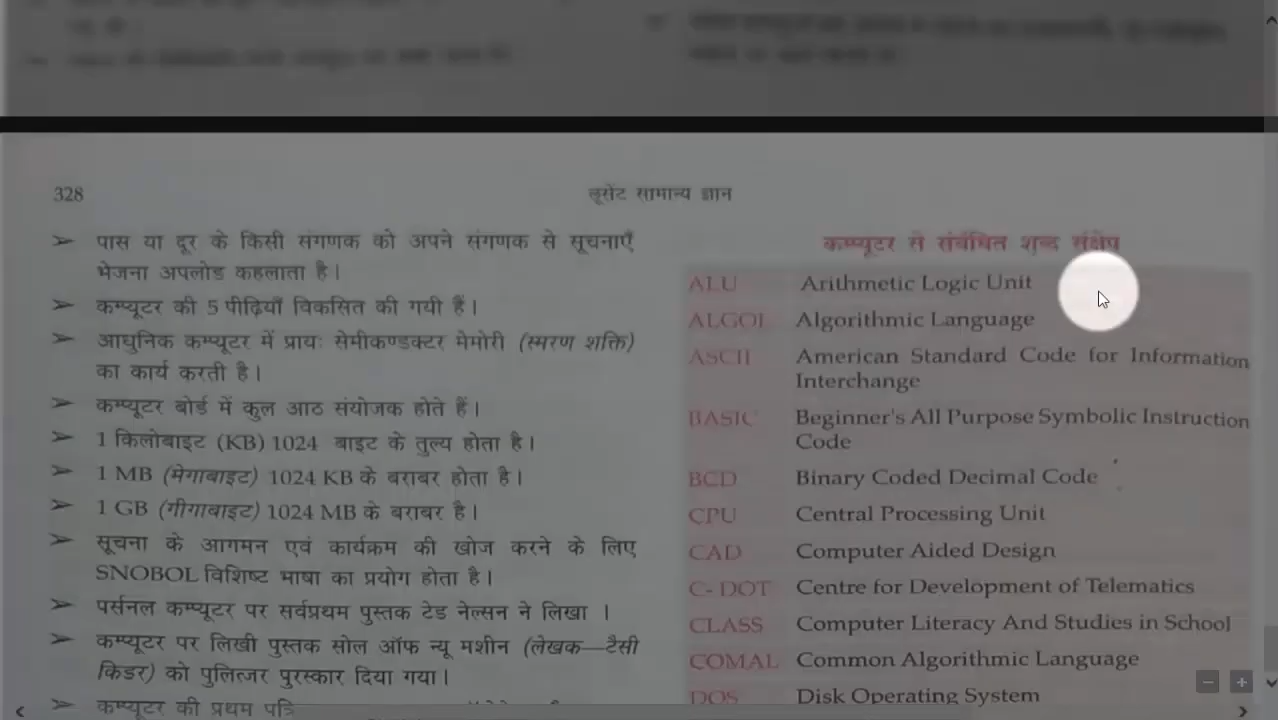 328
लूसेंट सामान्य ज्ञान
➢ पास या दूर के किसी संगणक को अपने संगणक से सूचनाएँ
भेजना अपलोड कहलाता है।
➢ कम्प्यूटर की 5 पीढ़ियाँ विकसित की गयी हैं।
➢ आधुनिक कम्प्यूटर में प्रायः सेमीकण्डक्टर मेमोरी (स्मरण शक्ति)
का कार्य करती है।
➢ कम्प्यूटर बोर्ड में कुल आठ संयोजक होते हैं।
➢ 1 किलोबाइट (KB) 1024 बाइट के तुल्य होता है।
➢ 1 MB (मेगाबाइट) 1024 KB के बराबर होता है।
➢ 1 GB (गीगाबाइट) 1024 MB के बराबर है।
➢ सूचना के आगमन एवं कार्यक्रम की खोज करने के लिए
SNOBOL विशिष्ट भाषा का प्रयोग होता है।
➢ पर्सनल कम्प्यूटर पर सर्वप्रथम पुस्तक टेड नेल्सन ने लिखा ।
➢ कम्प्यूटर पर लिखी पुस्तक सोल ऑफ न्यू मशीन (लेखक—टैसी
किडर) को पुलित्जर पुरस्कार दिया गया।
➢ कम्प्यूटर की प्रथम
कम्प्यूटर से संबंधित शब्द संक्षेप
ALU Arithmetic Logic Unit
ALGOL Algorithmic Language
ASCII American Standard Code for Information
Interchange
BASIC Beginner's All Purpose Symbolic Instruction
Code
BCD Binary Coded Decimal Code
CPU Central Processing Unit
CAD Computer Aided Design
C-DOT Centre for Development of Telematics
CLASS Computer Literacy And Studies in School
COMAL Common Algorithmic Language
DOS Disk Operating System